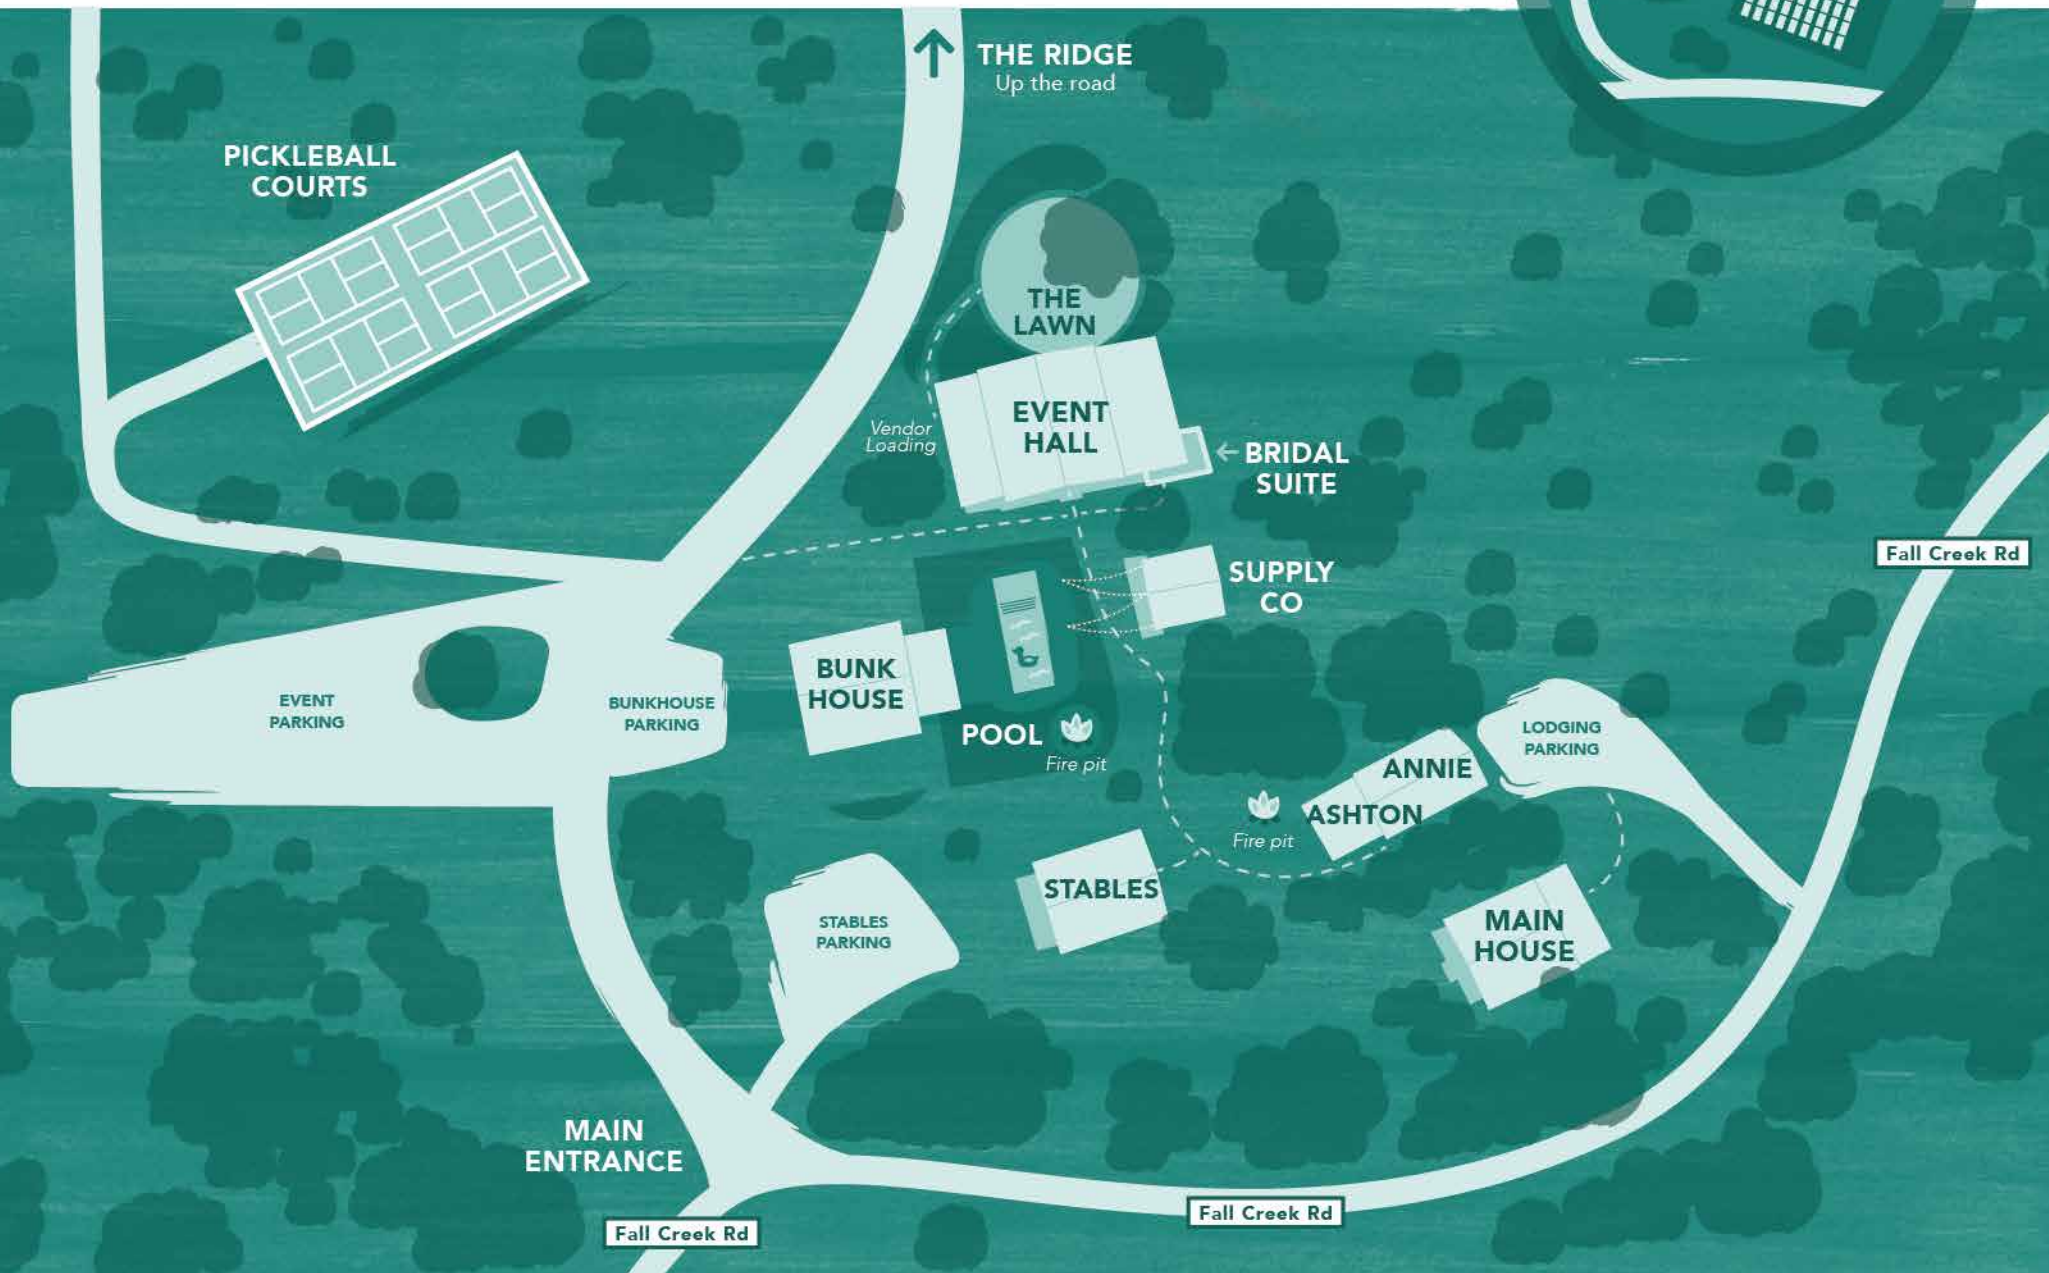 THE RIDGE
Up the road
PICKLEBALL
COURTS
THE
LAWN
EVENT
HALL
Vendor
Loading
BRIDAL
SUITE
Fall Creek Rd
SUPPLY
CO
BUNK
HOUSE
EVENT
PARKING
BUNKHOUSE
PARKING
POOL
Fire pit
LODGING
PARKING
ANNIE
ASHTON
Fire pit
STABLES
STABLES
PARKING
MAIN
HOUSE
MAIN
ENTRANCE
Fall Creek Rd
Fall Creek Rd